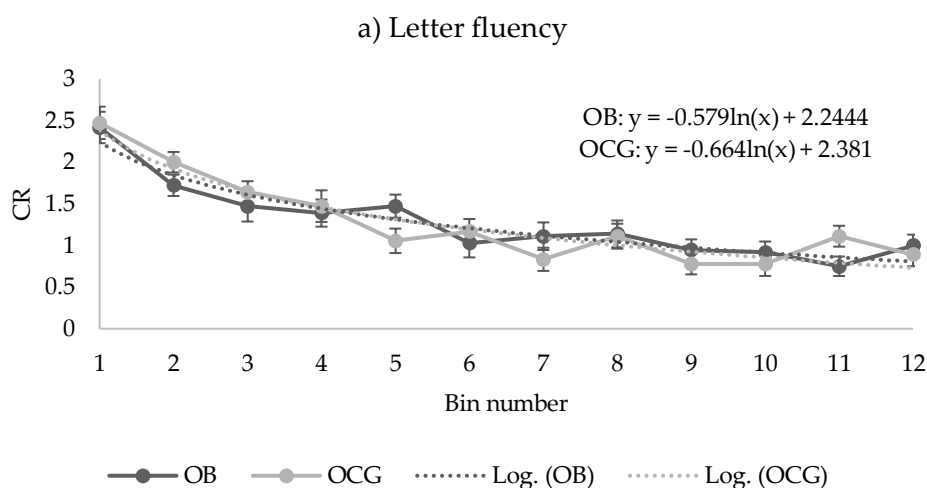 a) Letter fluency
3
2.5
2
1.5
1
0.5
0
CR
OB: y = -0.579ln(x) + 2.2444
OCG: y = -0.664ln(x) + 2.381
1 2 3 4 5 6 7 8 9 10 11 12
Bin number
OB OCG Log. (OB) Log. (OCG)